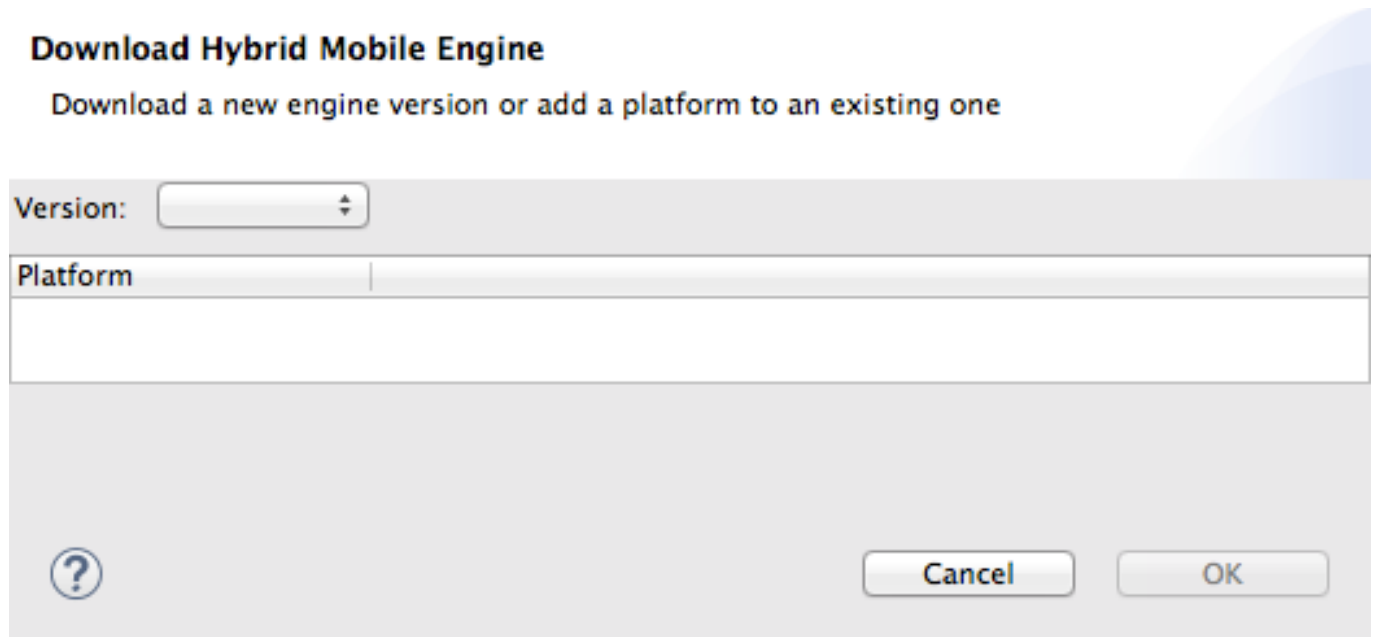 Download Hybrid Mobile Engine
Download a new engine version or add a platform to an existing one
Version:
Platform
?
Cancel OK